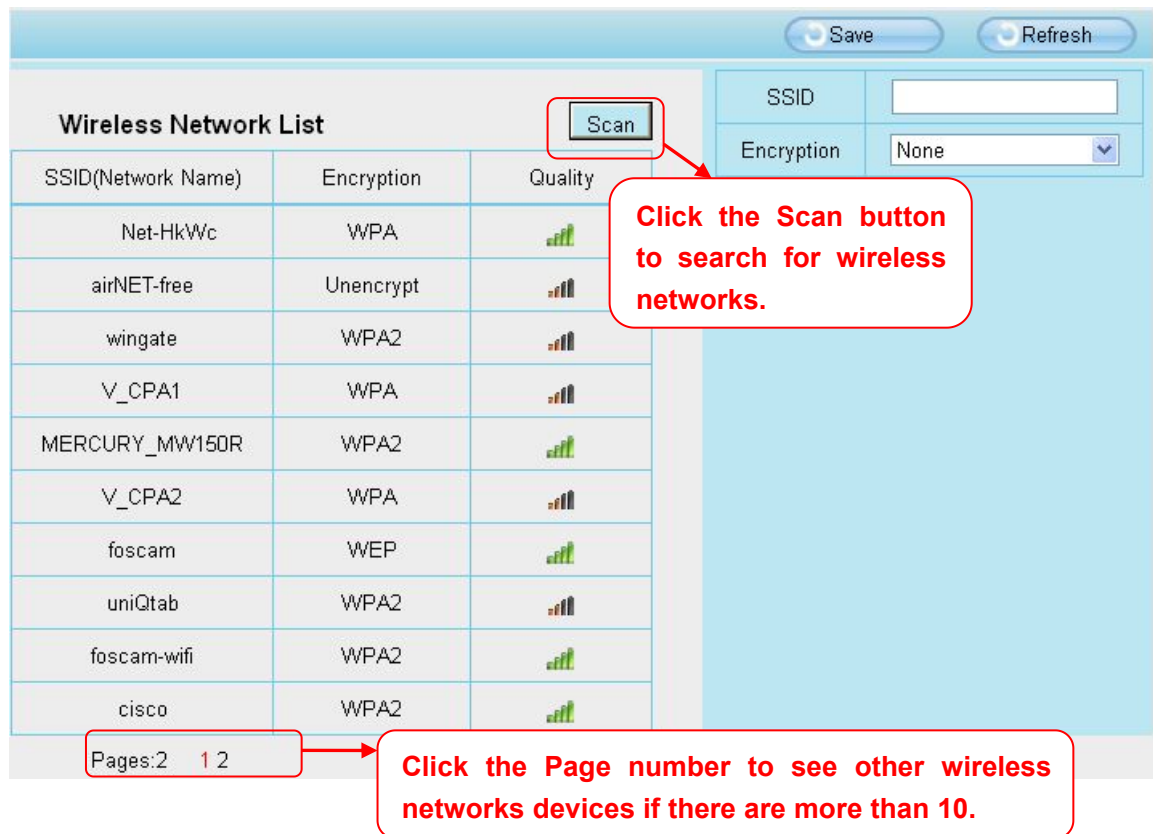 Save Refresh
SSID
Encryption None
Wireless Network List Scan
SSID(Network Name) Encryption Quality
Net-HkWc WPA
airNET-free Unencrypt
wingate WPA2
V_CPA1 WPA
MERCURY_MW150R WPA2
V_CPA2 WPA
foscam WEP
uniQtab WPA2
foscam-wifi WPA2
cisco WPA2
Pages:2 1 2
Click the Scan button
to search for wireless
networks.
Click the Page number to see other wireless
networks devices if there are more than 10.